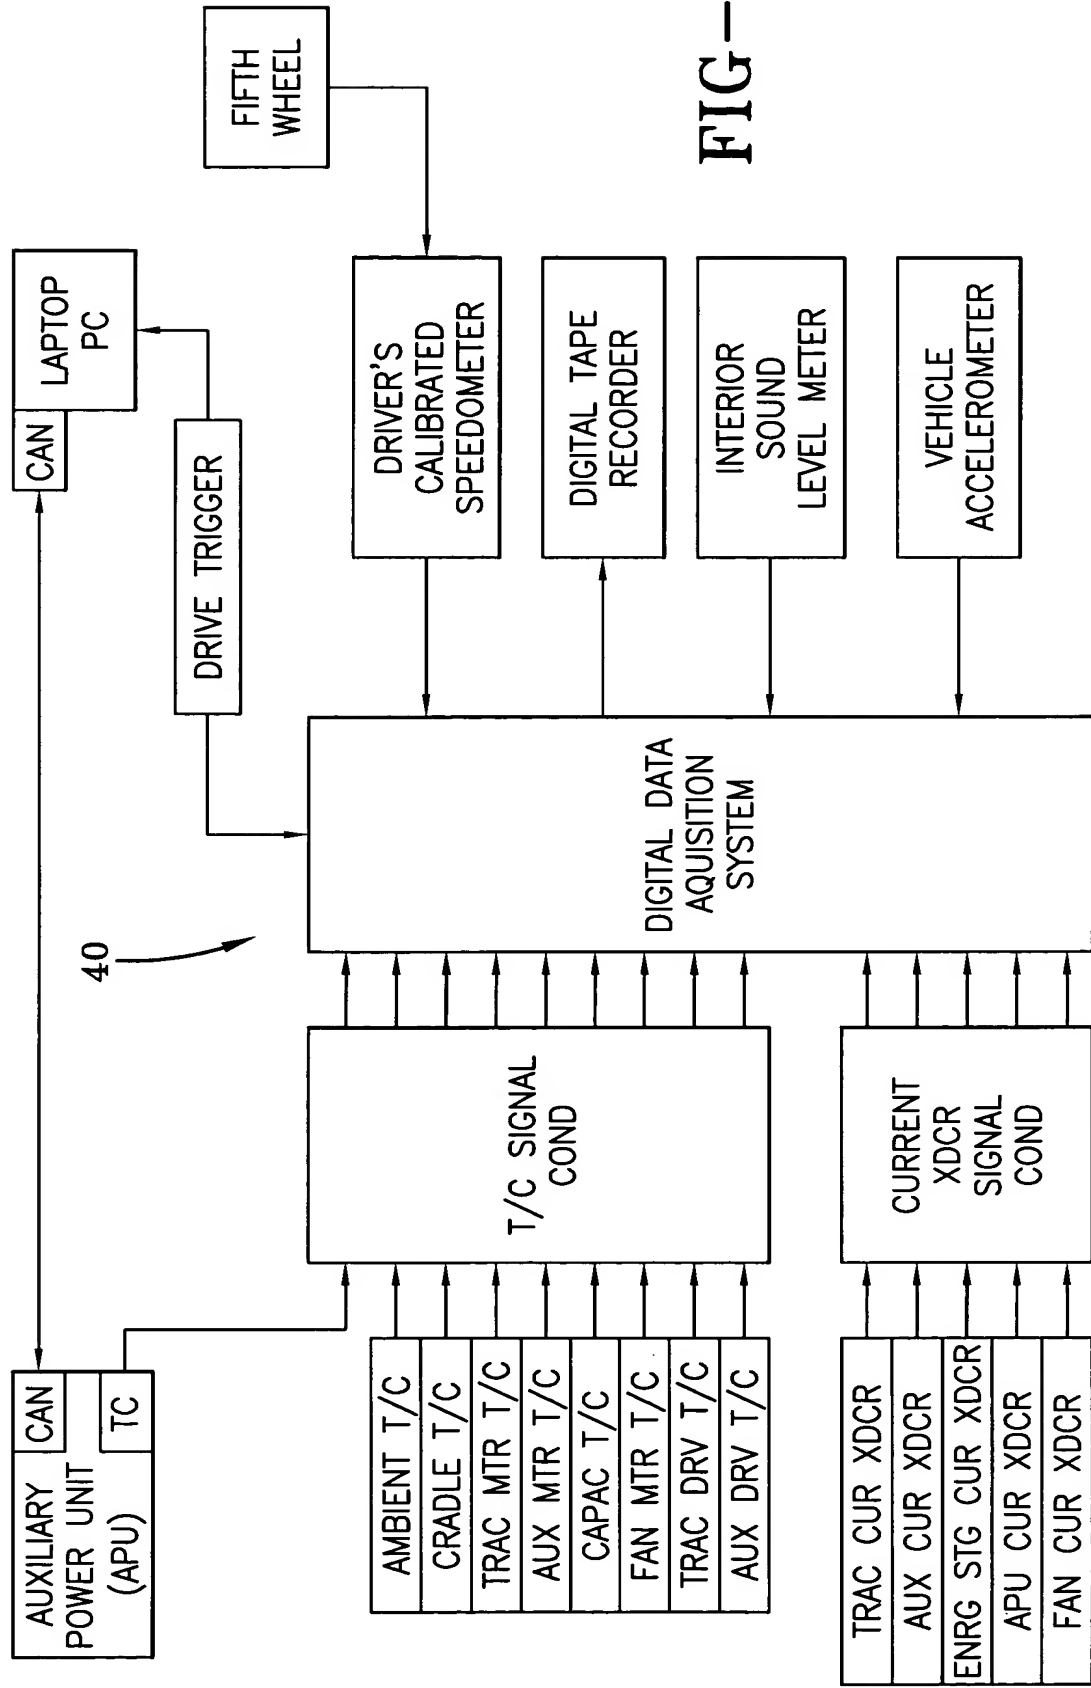 AUXILIARY
POWER UNIT
(APU)
CAN
TC
CAN
LAPTOP
PC
DRIVE TRIGGER
FIFTH
WHEEL
40
AMBIENT T/C
CRADLE T/C
TRAC MTR T/C
AUX MTR T/C
CAPAC T/C
FAN MTR T/C
TRAC DRV T/C
AUX DRV T/C
T/C SIGNAL
COND
DIGITAL DATA
AQUISITION
SYSTEM
DRIVER'S
CALIBRATED
SPEEDOMETER
DIGITAL TAPE
RECORDER
INTERIOR
SOUND
LEVEL METER
VEHICLE
ACCELEROMETER
TRAC CUR XDCR
AUX CUR XDCR
ENRG STG CUR XDCR
APU CUR XDCR
FAN CUR XDCR
CURRENT
XDCR
SIGNAL
COND
FIG-